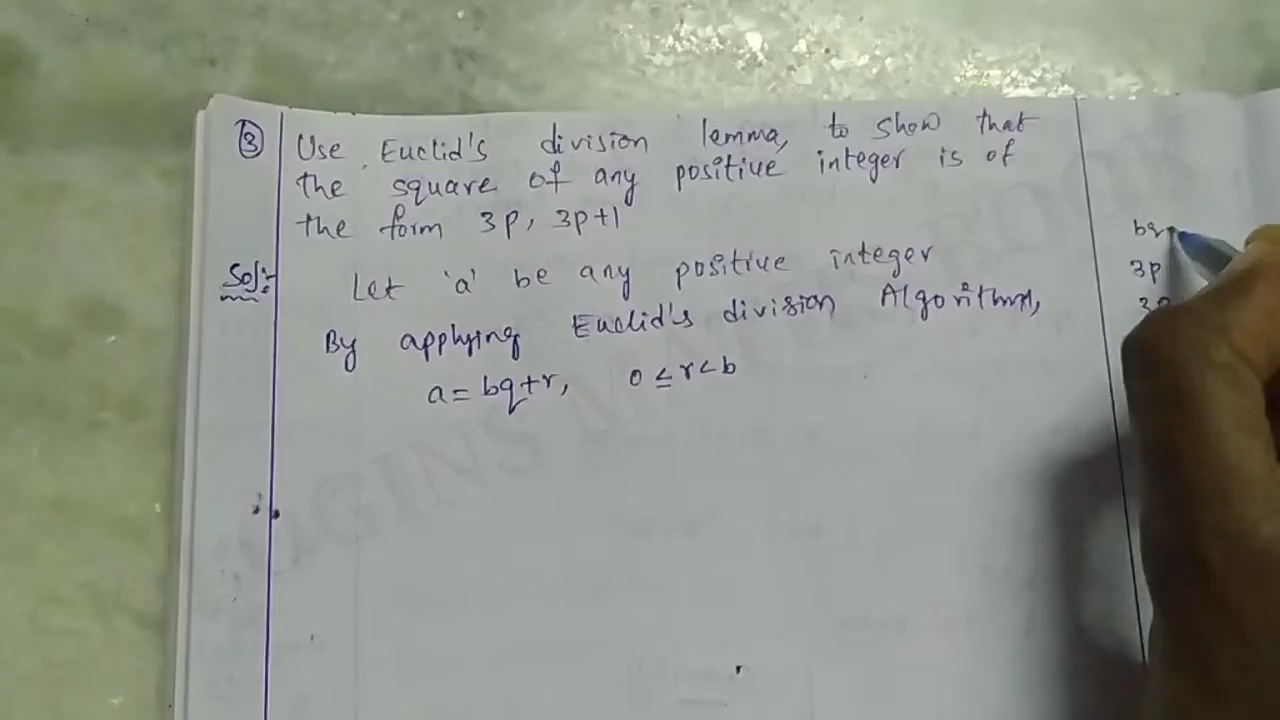 ③ Use Euclid's division lemma, to show that
the square of any positive integer is of
the form 3p, 3p+1
Sol:- Let 'a' be any positive integer
By applying Euclid's division Algorithm,
a = bq+r, 0 ≤ r < b
bq
3p